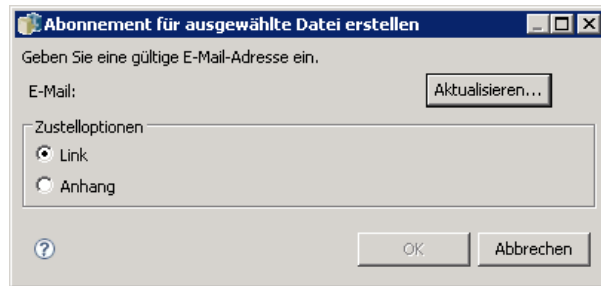 Abonnement für ausgewählte Datei erstellen
Geben Sie eine gültige E-Mail-Adresse ein.
E-Mail:
Aktualisieren...
Zustelloptionen
Link
Anhang
?
OK
Abbrechen